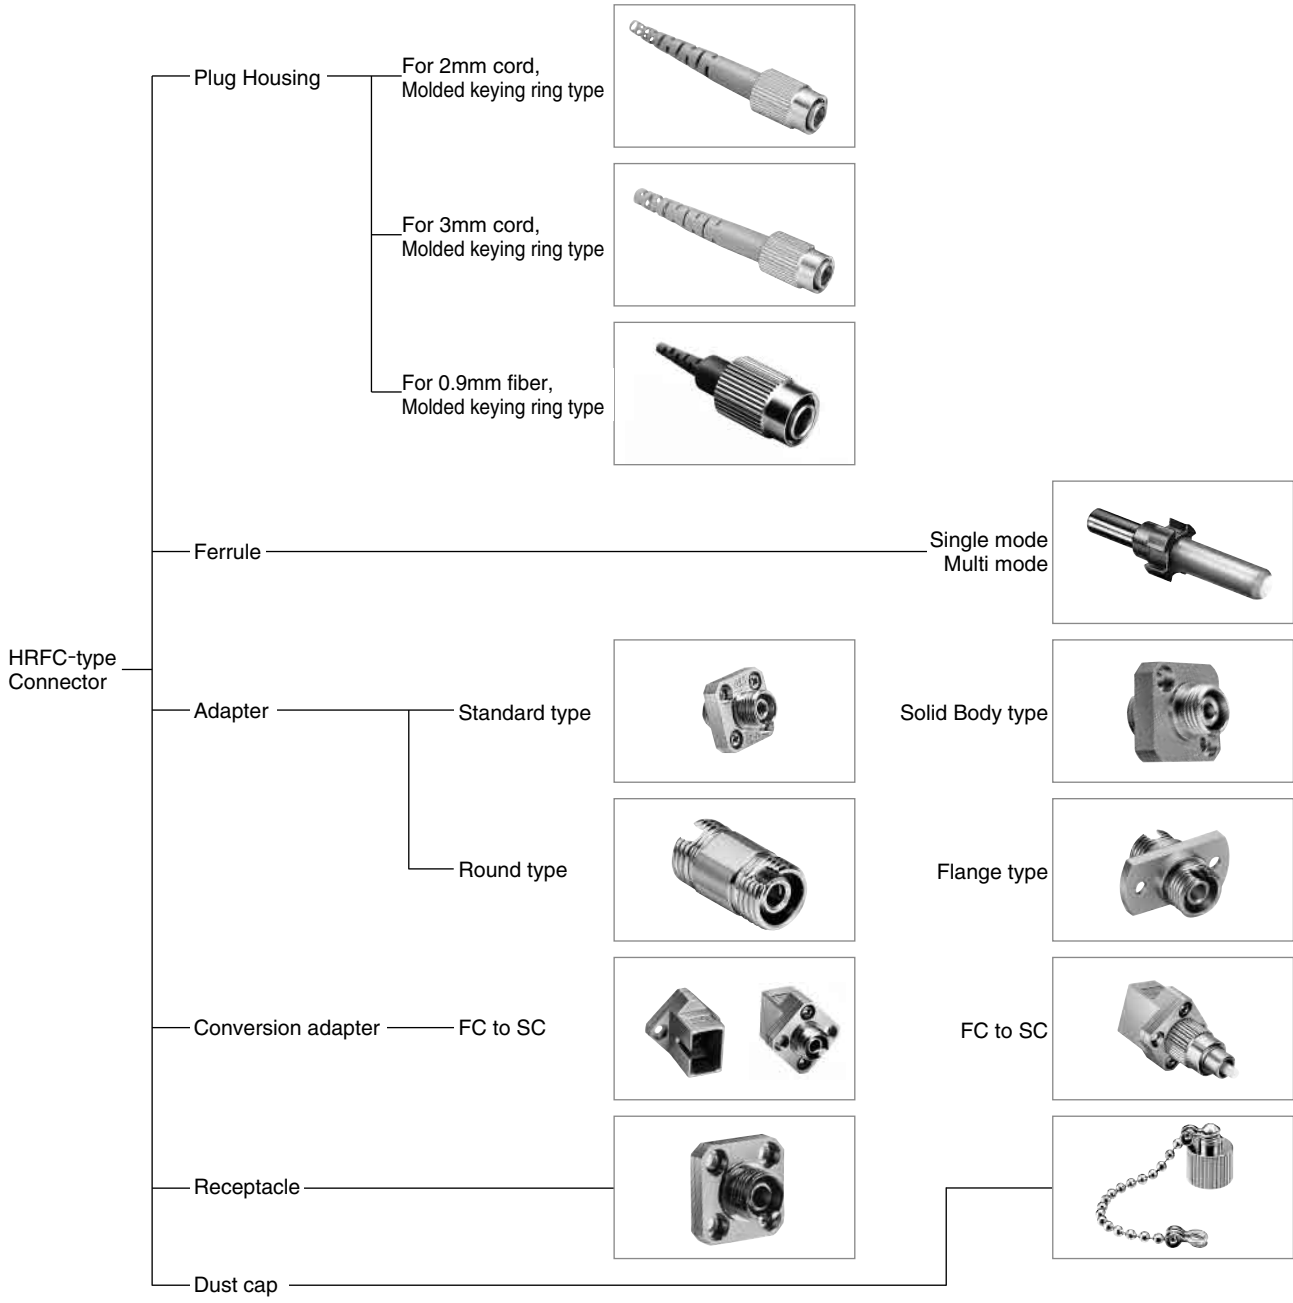 Plug Housing
For 2mm cord,
Molded keying ring type
For 3mm cord,
Molded keying ring type
For 0.9mm fiber,
Molded keying ring type
Ferrule
Single mode
Multi mode
HRFC-type
Connector
Adapter
Standard type
Solid Body type
Round type
Flange type
Conversion adapter
FC to SC
FC to SC
Receptacle
Dust cap